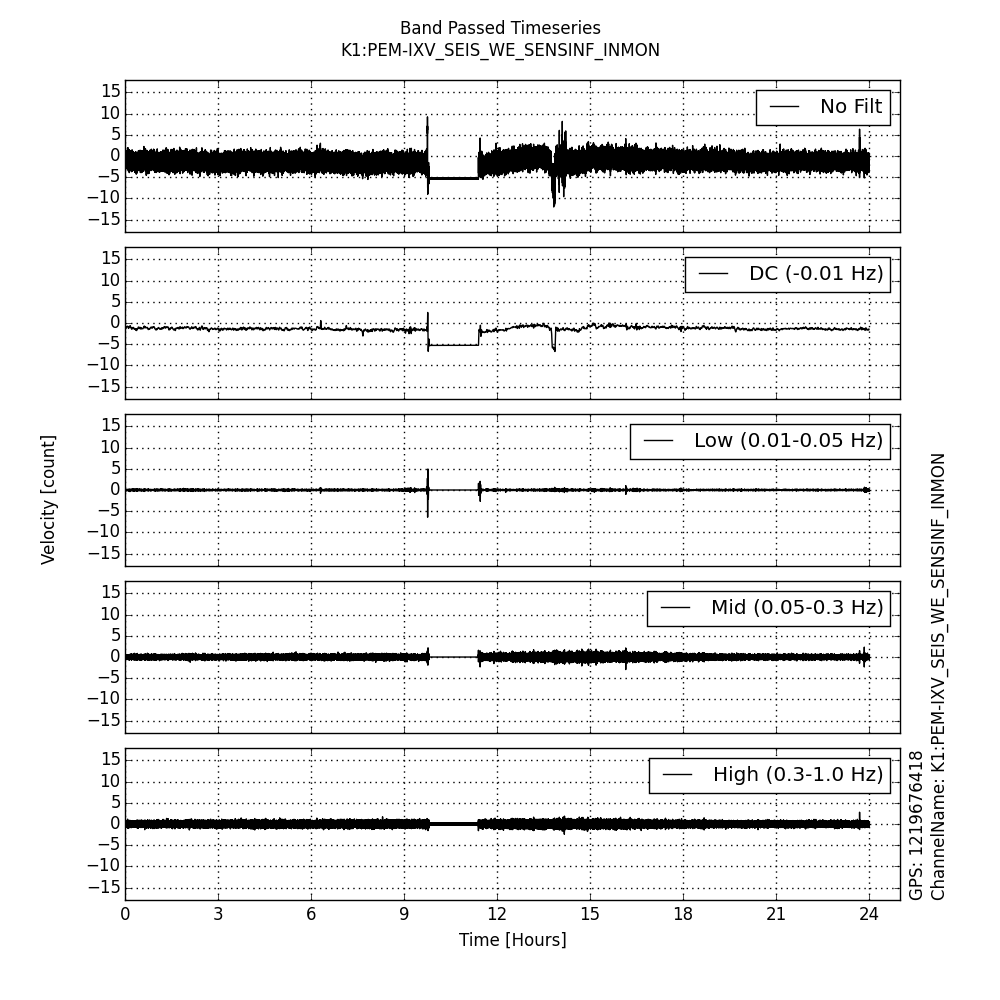 Band Passed Timeseries
K1:PEM-IXV_SEIS_WE_SENSINF_INMON
15
10
5
0
−5
−10
−15
No Filt
15
10
5
0
−5
−10
−15
DC (-0.01 Hz)
15
10
5
0
−5
−10
−15
Low (0.01-0.05 Hz)
15
10
5
0
−5
−10
−15
Mid (0.05-0.3 Hz)
15
10
5
0
−5
−10
−15
High (0.3-1.0 Hz)
0 3 6 9 12 15 18 21 24
Time [Hours]
Velocity [count]
GPS: 1219676418
ChannelName: K1:PEM-IXV_SEIS_WE_SENSINF_INMON